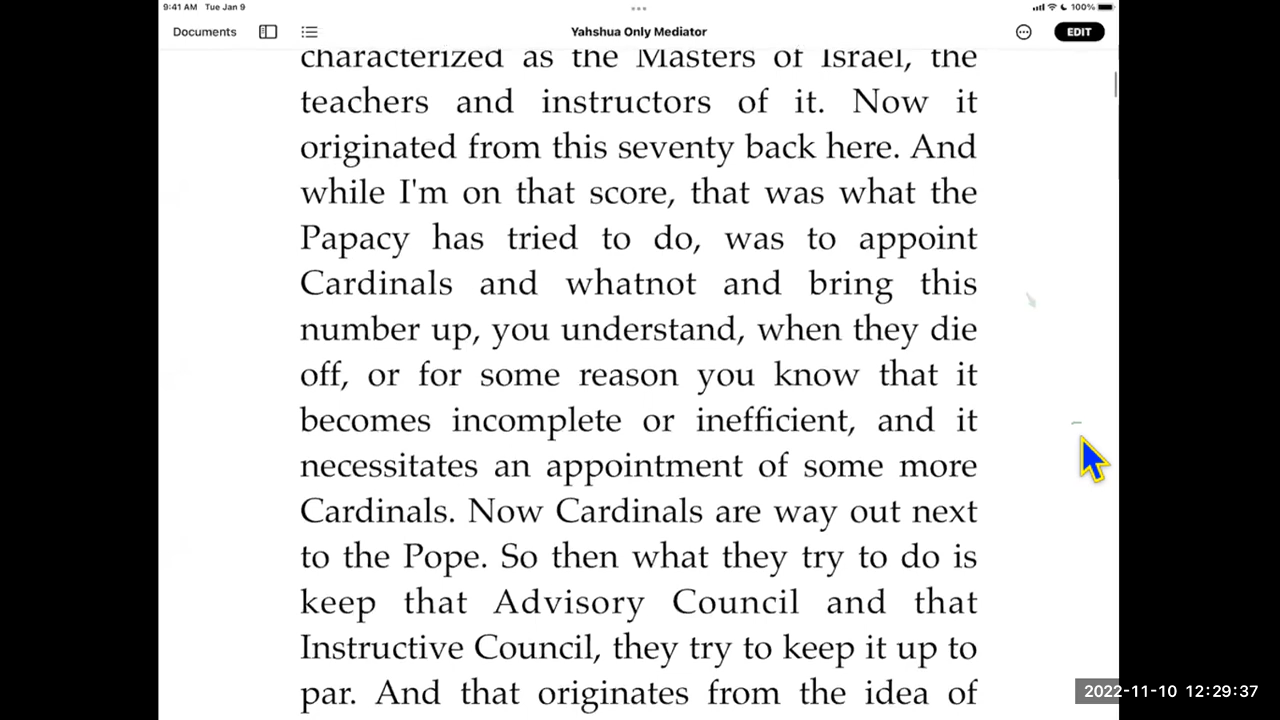 9:41 AM Tue Jan 9
100%
Documents
Yahshua Only Mediator
EDIT
characterized as the Masters of Israel, the
teachers and instructors of it. Now it
originated from this seventy back here. And
while I'm on that score, that was what the
Papacy has tried to do, was to appoint
Cardinals and whatnot and bring this
number up, you understand, when they die
off, or for some reason you know that it
becomes incomplete or inefficient, and it
necessitates an appointment of some more
Cardinals. Now Cardinals are way out next
to the Pope. So then what they try to do is
keep that Advisory Council and that
Instructive Council, they try to keep it up to
par. And that originates from the idea of
2022-11-10 12:29:37